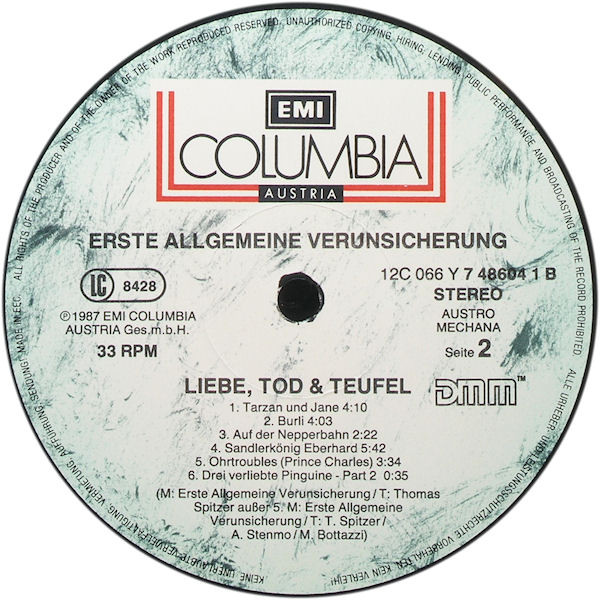 ALL RIGHTS OF THE PRODUCER AND OF THE OWNER OF THE WORK REPRODUCED RESERVED. UNAUTHORIZED COPYING, HIRING, LENDING, PUBLIC PERFORMANCE AND BROADCASTING OF THE RECORD PROHIBITED. ALLE URHEBER- UND LEISTUNGSSCHUTZRECHTE VORBEHALTEN. KEIN VERLEIH! KEINE UNERLAUBTE VERVIELFÄLTIGUNG, VERMIETUNG, AUFFÜHRUNG, SENDUNG! MADE IN EEC.
EMI
COLUMBIA
AUSTRIA
ERSTE ALLGEMEINE VERUNSICHERUNG
LC 8428
12C 066 Y 7 48604 1 B
STEREO
℗1987 EMI COLUMBIA
AUSTRIA Ges.m.b.H.
AUSTRO
MECHANA
33 RPM
Seite 2
LIEBE, TOD & TEUFEL
DMM™
1. Tarzan und Jane 4:10
2. Burli 4:03
3. Auf der Nepperbahn 2:22
4. Sandlerkönig Eberhard 5:42
5. Ohrtroubles (Prince Charles) 3:34
6. Drei verliebte Pinguine - Part 2 0:35
(M: Erste Allgemeine Verunsicherung / T: Thomas
Spitzer außer 5. M: Erste Allgemeine
Verunsicherung / T: T. Spitzer /
A. Stenmo / M. Bottazzi)